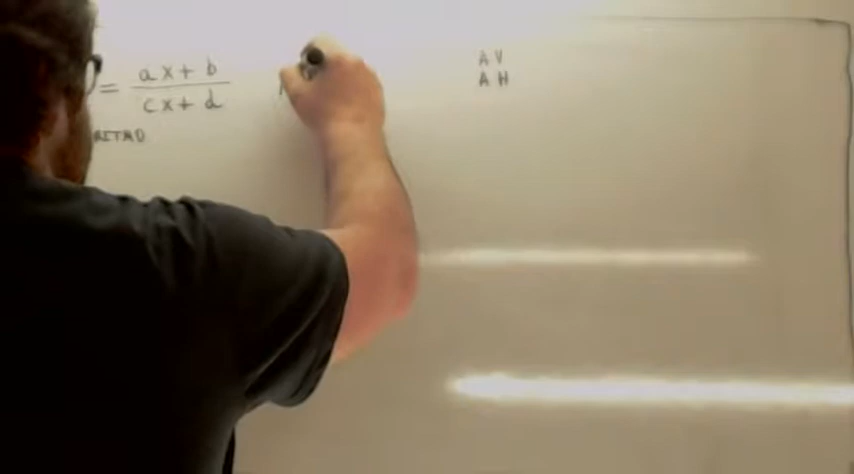 = ax + b / cx + d
AV
AH